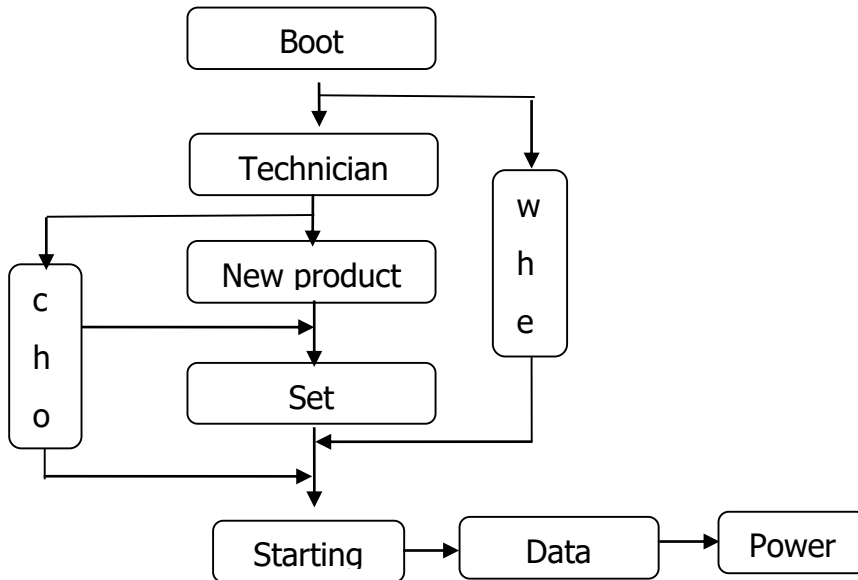 Boot
Technician
w
h
e
New product
c
h
o
Set
Starting
Data
Power